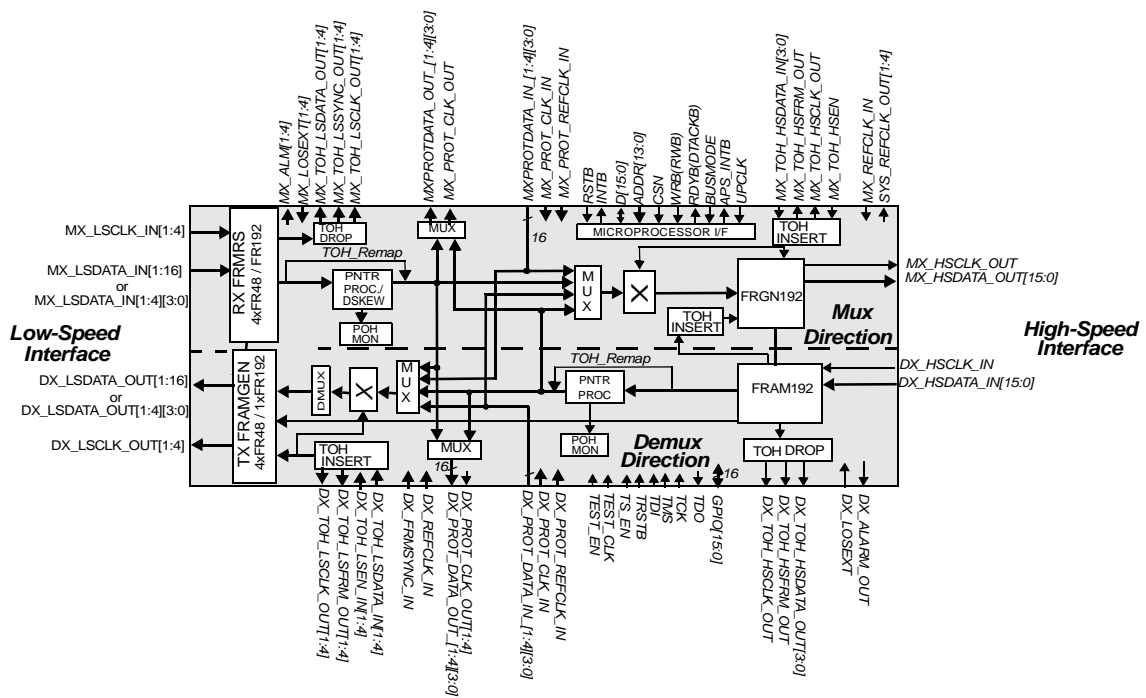 MX_ALM[1:4]
MX_LOSEXT[1:4]
MX_TOH_LSDATA_OUT[1:4]
MX_TOH_LSSYNC_OUT[1:4]
MX_TOH_LSCLK_OUT[1:4]
MXPROTDATA_OUT_[1:4][3:0]
MX_PROT_CLK_OUT
MXPROTDATA_IN_[1:4][3:0]
MX_PROT_CLK_IN
MX_PROT_REFCLK_IN
RSTB
INTB
D[15:0]
ADDR[13:0]
CSN
WRB(RWB)
RDYB(DTACKB)
BUSMODE
APS_INTB
UPCLK
MX_TOH_HSDATA_IN[3:0]
MX_TOH_HSFRM_OUT
MX_TOH_HSCLK_OUT
MX_TOH_HSEN
MX_REFCLK_IN
SYS_REFCLK_OUT[1:4]
MX_LSCLK_IN[1:4]
MX_LSDATA_IN[1:16]
or
MX_LSDATA_IN[1:4][3:0]
Low-Speed
Interface
DX_LSDATA_OUT[1:16]
or
DX_LSDATA_OUT[1:4][3:0]
DX_LSCLK_OUT[1:4]
RX FRMRS
4xFR48 / FR192
TOH
DROP
TOH_Remap
PNTR
PROC./
DSKEW
POH
MON
MUX
16
MICROPROCESSOR I/F
MUX
X
TOH
INSERT
TOH
INSERT
FRGN192
Mux
Direction
MX_HSCLK_OUT
MX_HSDATA_OUT[15:0]
High-Speed
Interface
DX_HSCLK_IN
DX_HSDATA_IN[15:0]
TX FRAMGEN
4xFR48 / 1xFR192
DMUX
X
MUX
TOH_Remap
PNTR
PROC
POH
MON
FRAM192
TOH
INSERT
MUX
16
Demux
Direction
TOH DROP
16
DX_TOH_LSCLK_OUT[1:4]
DX_TOH_LSFRM_OUT[1:4]
DX_TOH_LSEN_IN[1:4]
DX_TOH_LSDATA_IN[1:4]
DX_FRMSYNC_IN
DX_REFCLK_IN
DX_PROT_DATA_OUT_[1:4][3:0]
DX_PROT_CLK_OUT[1:4]
DX_PROT_DATA_IN_[1:4][3:0]
DX_PROT_CLK_IN
DX_PROT_REFCLK_IN
TEST_EN
TEST_CLK
TS_EN
TRSTB
TDI
TMS
TCK
TDO
GPIO[15:0]
DX_TOH_HSCLK_OUT
DX_TOH_HSFRM_OUT
DX_TOH_HSDATA_OUT[3:0]
DX_LOSEXT
DX_ALARM_OUT